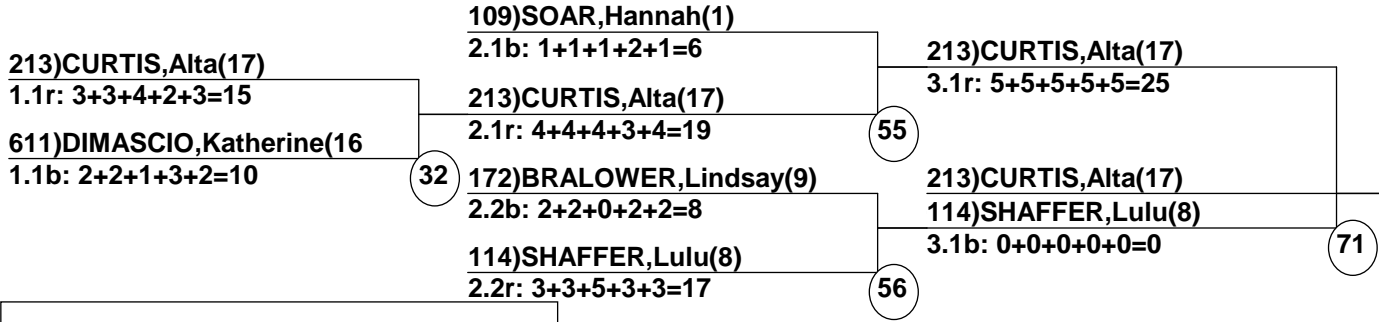 213)CURTIS,Alta(17)
1.1r: 3+3+4+2+3=15
611)DIMASCIO,Katherine(16
1.1b: 2+2+1+3+2=10
32
109)SOAR,Hannah(1)
2.1b: 1+1+1+2+1=6
213)CURTIS,Alta(17)
2.1r: 4+4+4+3+4=19
55
172)BRALOWER,Lindsay(9)
2.2b: 2+2+0+2+2=8
114)SHAFFER,Lulu(8)
2.2r: 3+3+5+3+3=17
56
213)CURTIS,Alta(17)
3.1r: 5+5+5+5+5=25
213)CURTIS,Alta(17)
114)SHAFFER,Lulu(8)
3.1b: 0+0+0+0+0=0
71